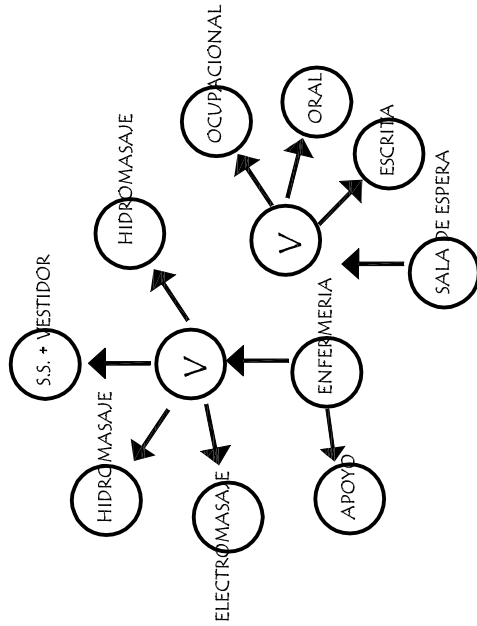 S.S. + VESTIDOR
HIDROMASAJE
HIDROMASAJE
V
ELECTROMASAJE
OCUPACIONAL
V
ORAL
ENFERMERIA
APOYO
ESCRITA
SALA DE ESPERA